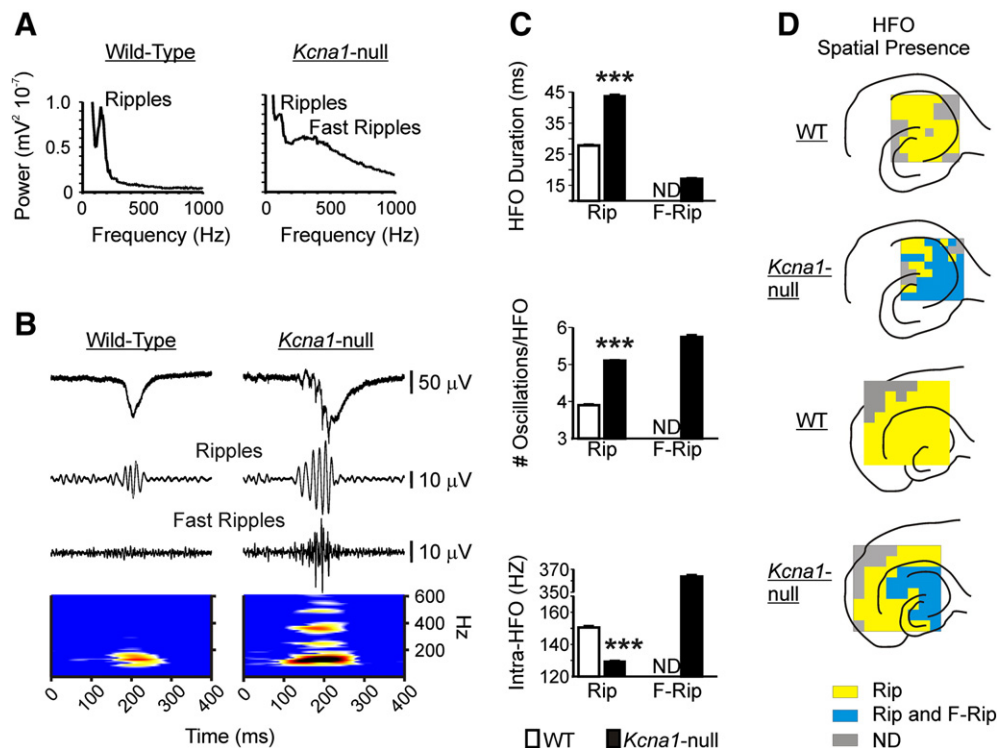 A
Wild-Type
Kcna1-null
Power (mV² 10⁻⁷)
1.0
0.5
0
Ripples
Ripples
Fast Ripples
0 500 1000
0 500 1000
Frequency (Hz)
Frequency (Hz)
B
Wild-Type
Kcna1-null
50 µV
Ripples
10 µV
Fast Ripples
10 µV
600
400
200
Hz
0 100 200 300 400
0 100 200 300 400
Time (ms)
C
HFO Duration (ms)
45
35
25
15
***
ND
Rip
F-Rip
# Oscillations/HFO
6
5
4
3
***
ND
Rip
F-Rip
Intra-HFO (HZ)
370
350
160
140
120
***
ND
Rip
F-Rip
WT
Kcna1-null
D
HFO
Spatial Presence
WT
Kcna1-
null
WT
Kcna1-
null
Rip
Rip and F-Rip
ND